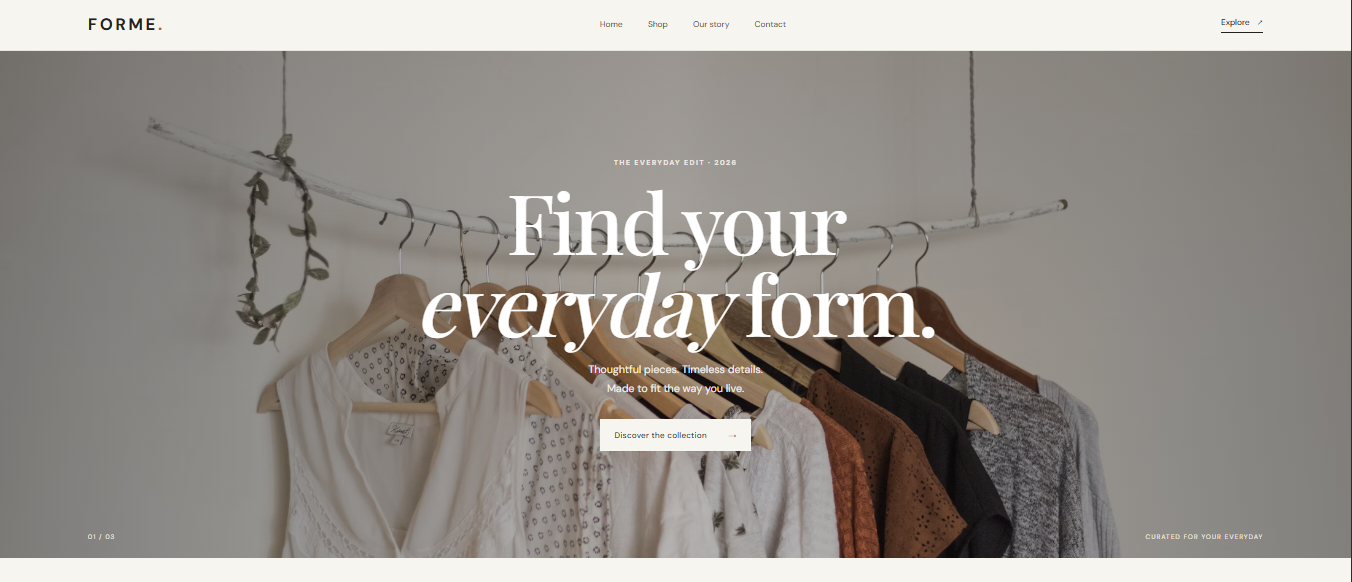 FORME.
Home
Shop
Our story
Contact
Explore ↗
THE EVERYDAY EDIT · 2026
Find your
everyday form.
Thoughtful pieces. Timeless details.
Made to fit the way you live.
Discover the collection →
01 / 03
CURATED FOR YOUR EVERYDAY